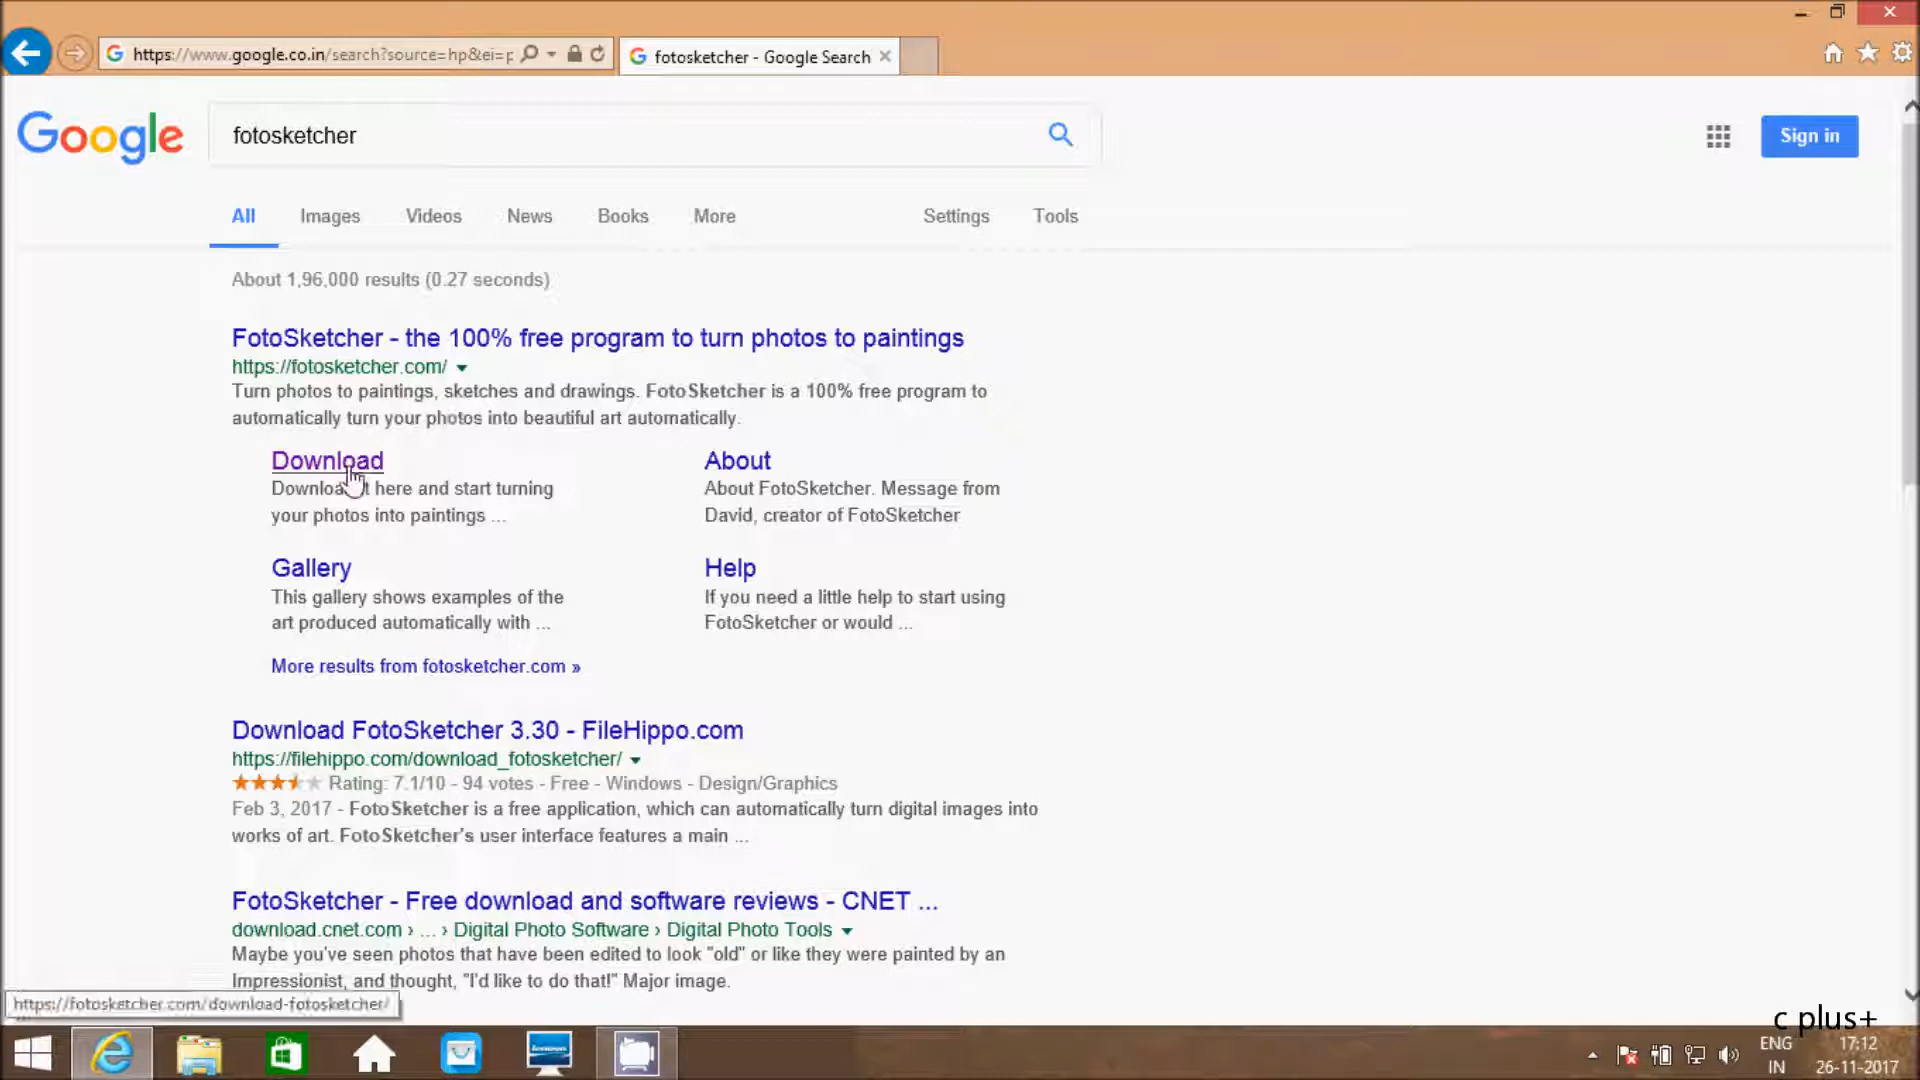 https://www.google.co.in/search?source=hp&ei=p
fotosketcher - Google Search
Google
fotosketcher
Sign in
All Images Videos News Books More Settings Tools
About 1,96,000 results (0.27 seconds)
FotoSketcher - the 100% free program to turn photos to paintings
https://fotosketcher.com/
Turn photos to paintings, sketches and drawings. FotoSketcher is a 100% free program to
automatically turn your photos into beautiful art automatically.
Download
Download it here and start turning
your photos into paintings ...
About
About FotoSketcher. Message from
David, creator of FotoSketcher
Gallery
This gallery shows examples of the
art produced automatically with ...
Help
If you need a little help to start using
FotoSketcher or would ...
More results from fotosketcher.com »
Download FotoSketcher 3.30 - FileHippo.com
https://filehippo.com/download_fotosketcher/
Rating: 7.1/10 - 94 votes - Free - Windows - Design/Graphics
Feb 3, 2017 - FotoSketcher is a free application, which can automatically turn digital images into
works of art. FotoSketcher's user interface features a main ...
FotoSketcher - Free download and software reviews - CNET ...
download.cnet.com › ... › Digital Photo Software › Digital Photo Tools
Maybe you've seen photos that have been edited to look "old" or like they were painted by an
Impressionist, and thought, "I'd like to do that!" Major image.
https://fotosketcher.com/download-fotosketcher/
c plus+
ENG 17:12
IN 26-11-2017